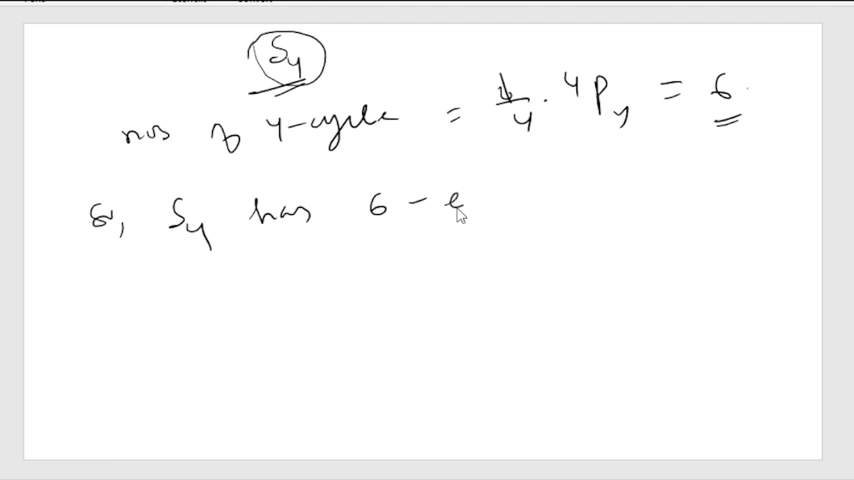 S4
nos of 4-cycle = 1/4 · 4P4 = 6
So, S4 has 6 - e